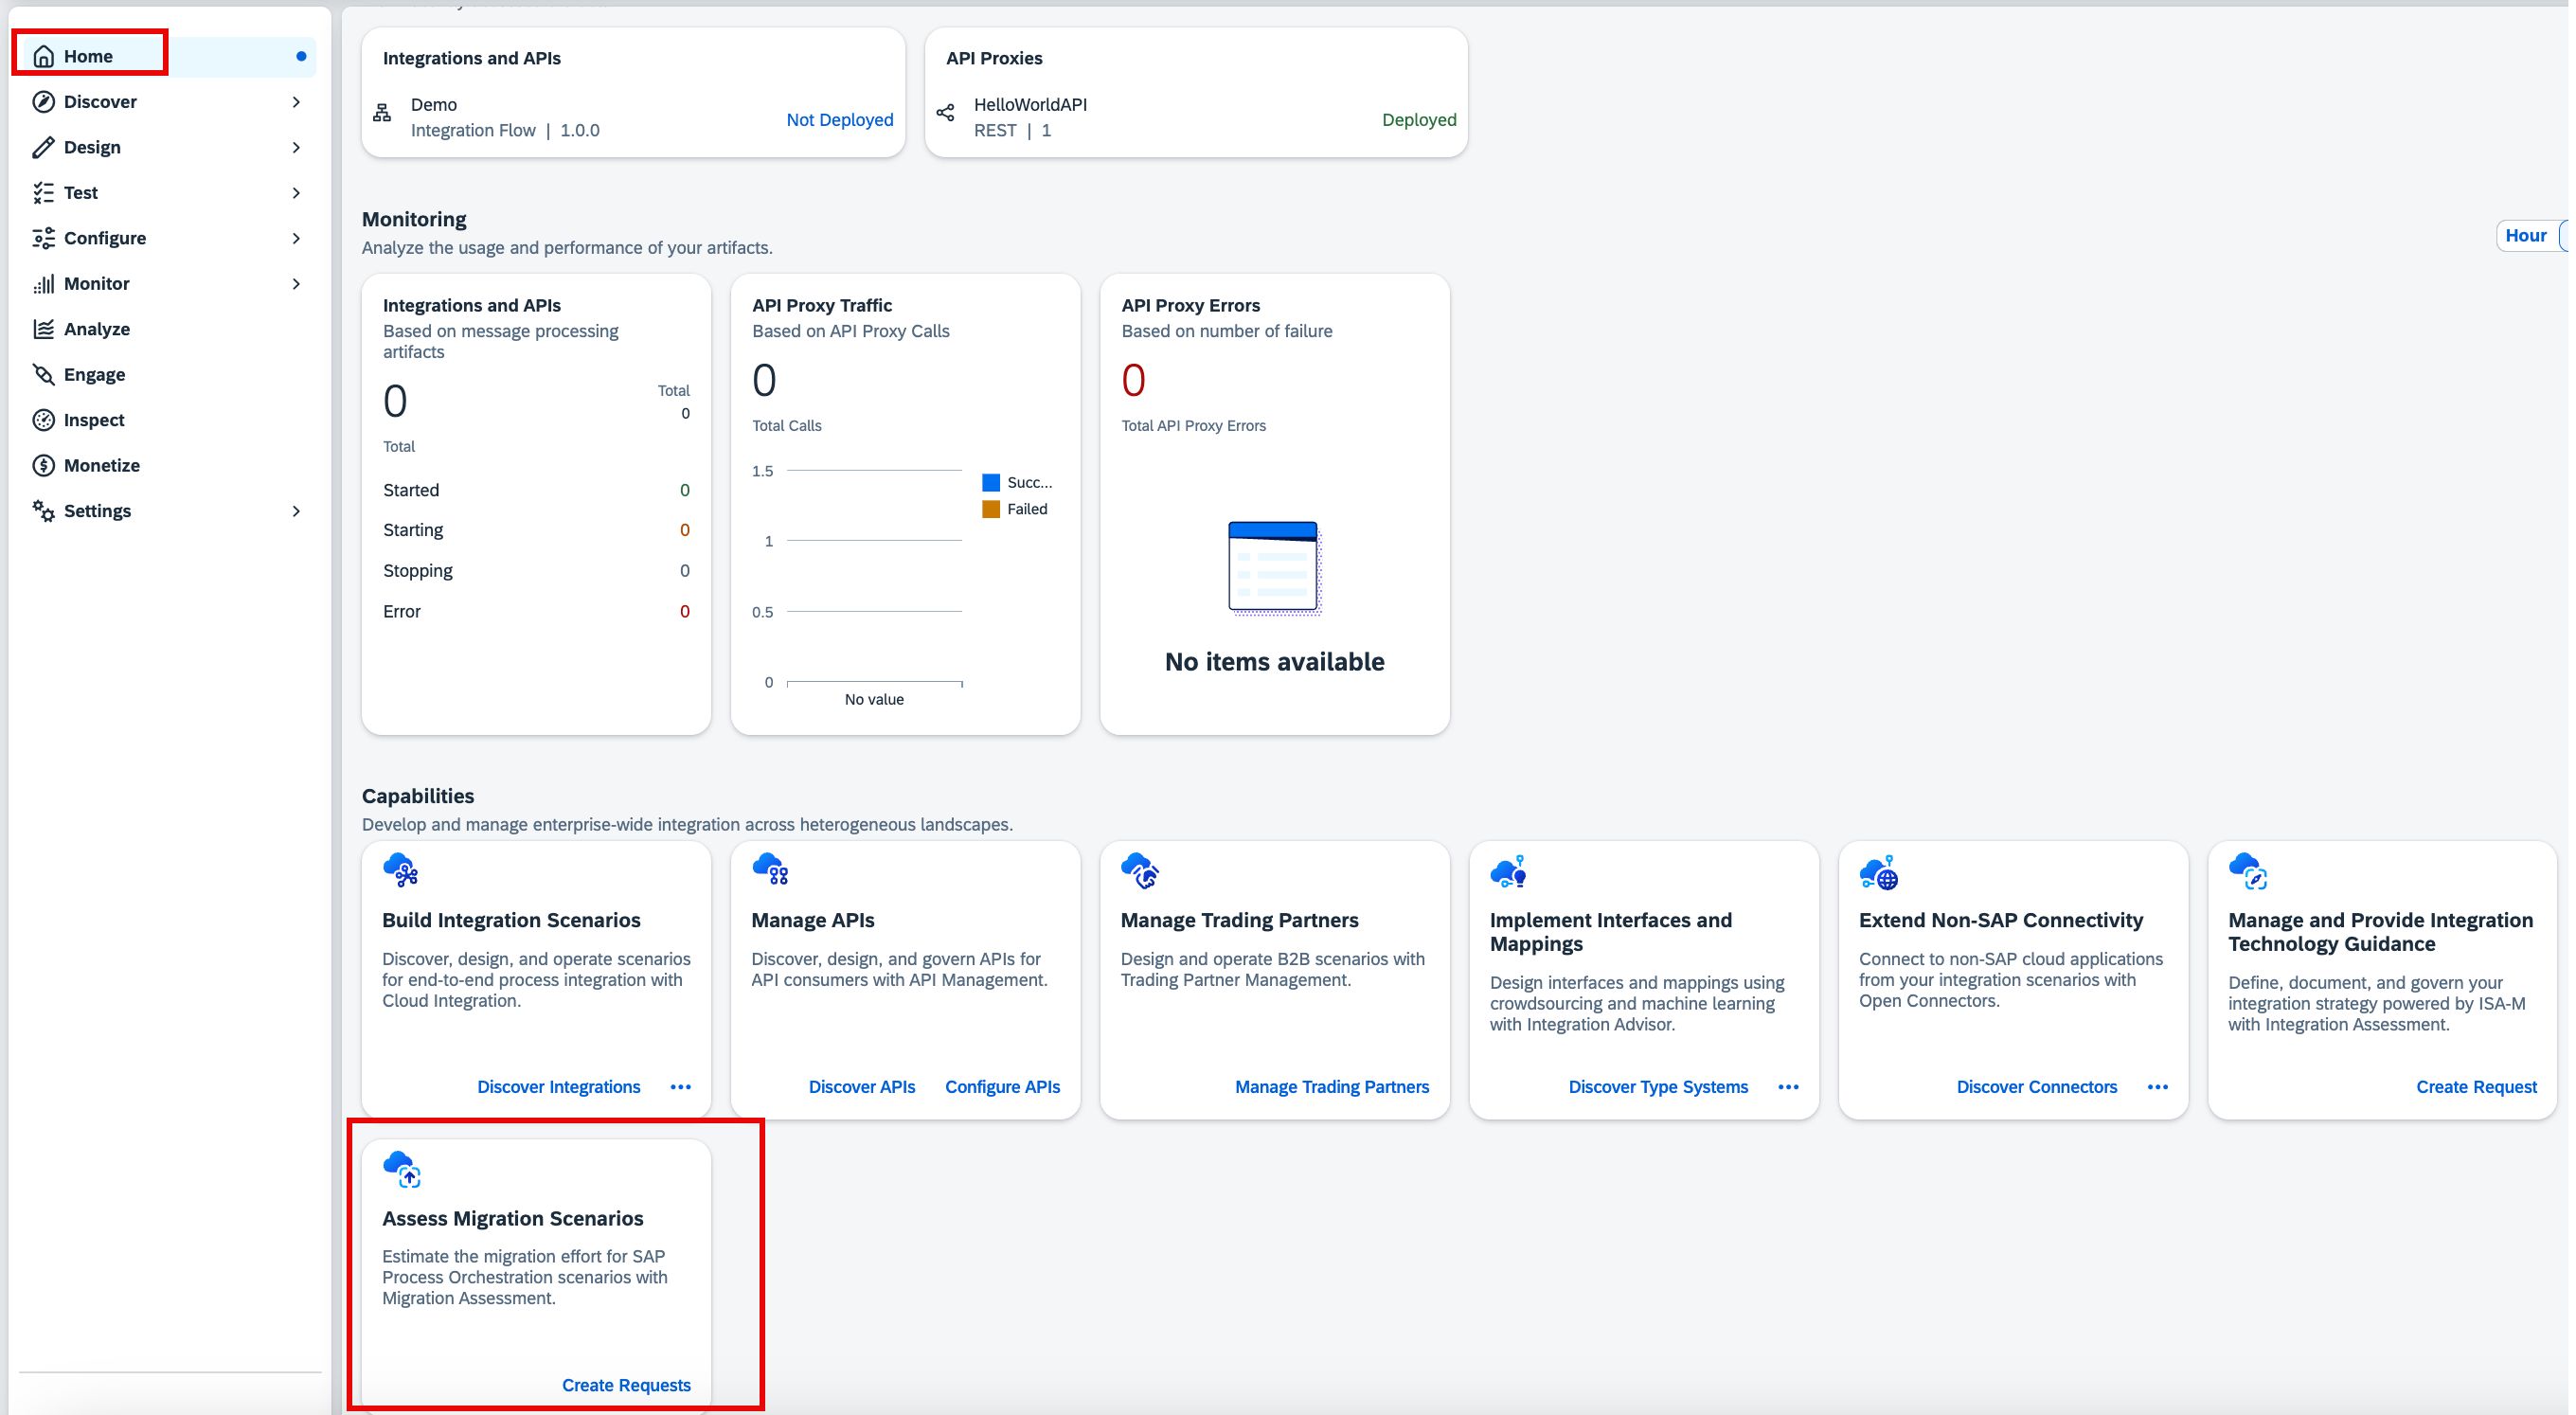 Home
Discover
Design
Test
Configure
Monitor
Analyze
Engage
Inspect
Monetize
Settings
Integrations and APIs
Demo
Integration Flow | 1.0.0
Not Deployed
API Proxies
HelloWorldAPI
REST | 1
Deployed
Monitoring
Analyze the usage and performance of your artifacts.
Hour
Integrations and APIs
Based on message processing
artifacts
0
Total
Total
0
Started 0
Starting 0
Stopping 0
Error 0
API Proxy Traffic
Based on API Proxy Calls
0
Total Calls
1.5
1
0.5
0
No value
Succ...
Failed
API Proxy Errors
Based on number of failure
0
Total API Proxy Errors
No items available
Capabilities
Develop and manage enterprise-wide integration across heterogeneous landscapes.
Build Integration Scenarios
Discover, design, and operate scenarios
for end-to-end process integration with
Cloud Integration.
Discover Integrations
Manage APIs
Discover, design, and govern APIs for
API consumers with API Management.
Discover APIs Configure APIs
Manage Trading Partners
Design and operate B2B scenarios with
Trading Partner Management.
Manage Trading Partners
Implement Interfaces and
Mappings
Design interfaces and mappings using
crowdsourcing and machine learning
with Integration Advisor.
Discover Type Systems
Extend Non-SAP Connectivity
Connect to non-SAP cloud applications
from your integration scenarios with
Open Connectors.
Discover Connectors
Manage and Provide Integration
Technology Guidance
Define, document, and govern your
integration strategy powered by ISA-M
with Integration Assessment.
Create Request
Assess Migration Scenarios
Estimate the migration effort for SAP
Process Orchestration scenarios with
Migration Assessment.
Create Requests